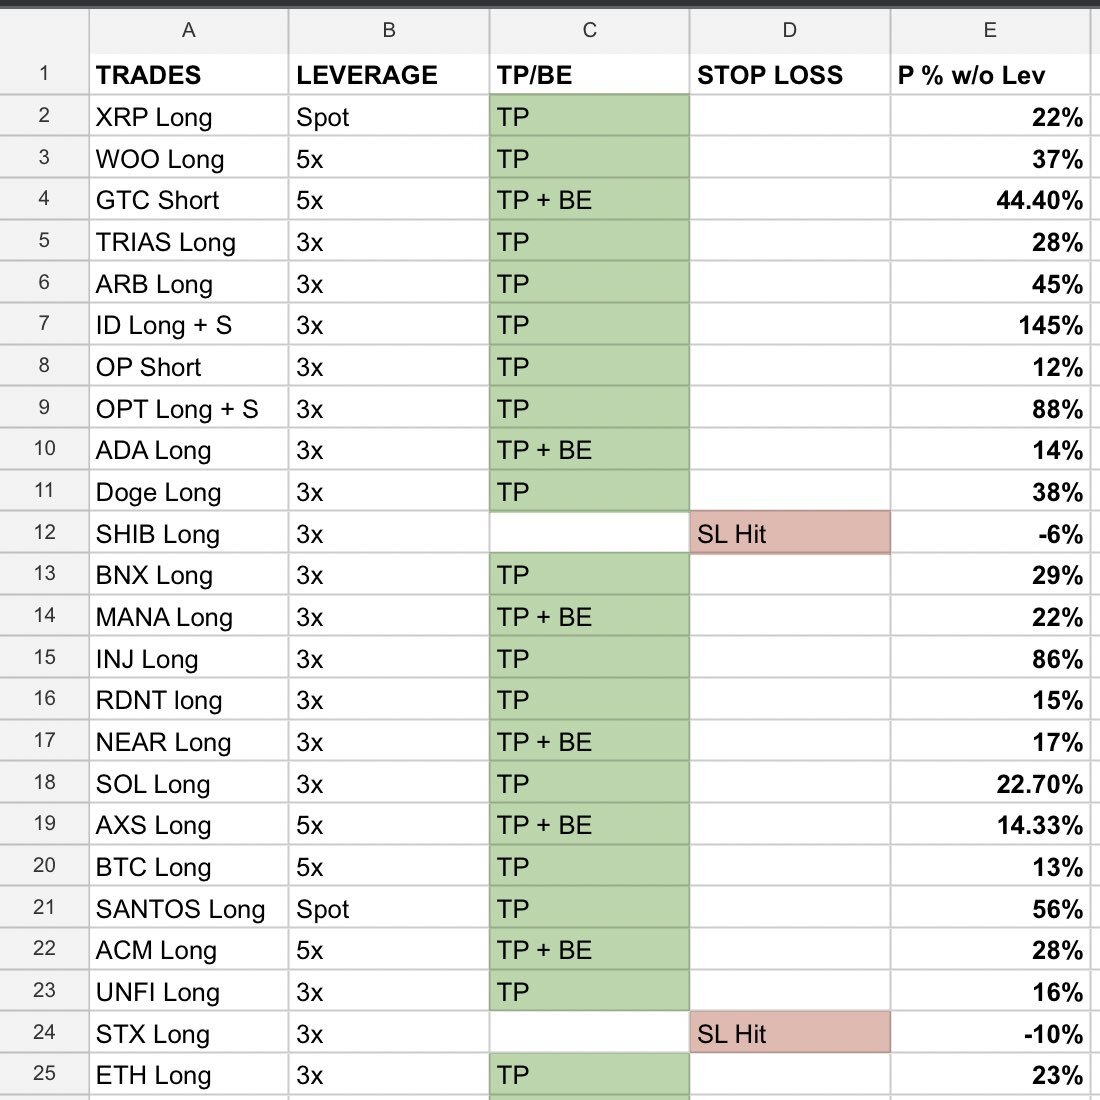 A B C D E
1 TRADES LEVERAGE TP/BE STOP LOSS P % w/o Lev
2 XRP Long Spot TP 22%
3 WOO Long 5x TP 37%
4 GTC Short 5x TP + BE 44.40%
5 TRIAS Long 3x TP 28%
6 ARB Long 3x TP 45%
7 ID Long + S 3x TP 145%
8 OP Short 3x TP 12%
9 OPT Long + S 3x TP 88%
10 ADA Long 3x TP + BE 14%
11 Doge Long 3x TP 38%
12 SHIB Long 3x SL Hit -6%
13 BNX Long 3x TP 29%
14 MANA Long 3x TP + BE 22%
15 INJ Long 3x TP 86%
16 RDNT long 3x TP 15%
17 NEAR Long 3x TP + BE 17%
18 SOL Long 3x TP 22.70%
19 AXS Long 5x TP + BE 14.33%
20 BTC Long 5x TP 13%
21 SANTOS Long Spot TP 56%
22 ACM Long 5x TP + BE 28%
23 UNFI Long 3x TP 16%
24 STX Long 3x SL Hit -10%
25 ETH Long 3x TP 23%